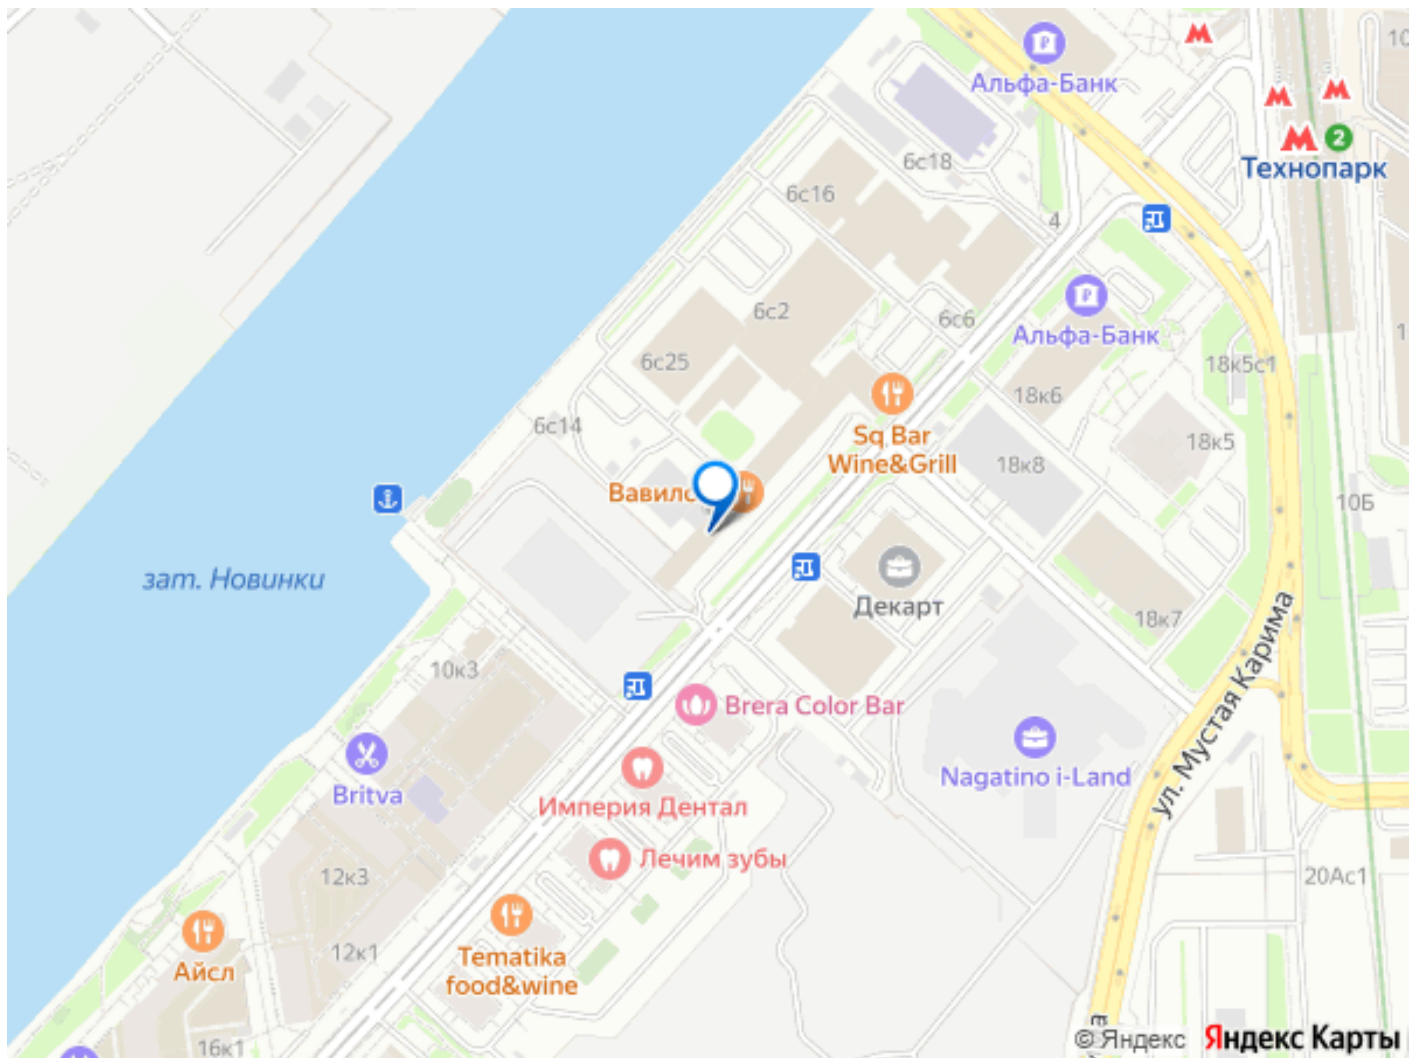 Альфа-Банк
10
2
Технопарк
6с18
6с16
4
6с2
6с6
Альфа-Банк
6с25
18к5с1
18к6
6с14
Sq Bar
Wine&Grill
18к5
18к8
10Б
зат. Новинки
Декарт
18к7
10к3
Brera Color Bar
ул. Мустая Карима
Nagatino i-Land
Britva
Империя Дентал
Лечим зубы
12к3
20Ас1
12к1
Tematika
food&wine
Айсл
16к1
© Яндекс Яндекс Карты